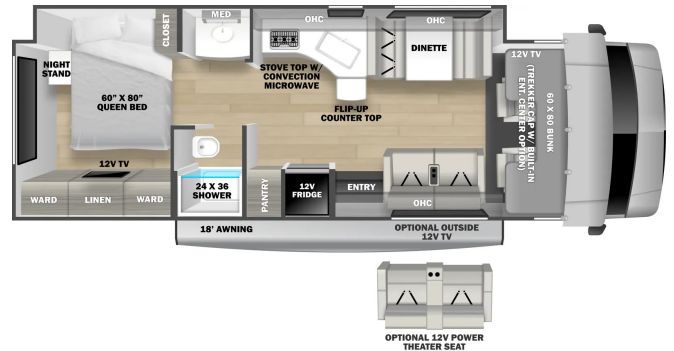 MED
CLOSET
OHC
OHC
NIGHT
STAND
60" X 80"
QUEEN BED
STOVE TOP W/
CONVECTION
MICROWAVE
DINETTE
FLIP-UP
COUNTER TOP
12V TV
(TREKKER CAP W/ BUILT-IN
ENT. CENTER OPTION)
60 X 80 BUNK
12V TV
WARD
LINEN
WARD
24 X 36
SHOWER
PANTRY
12V
FRIDGE
ENTRY
OHC
18' AWNING
OPTIONAL OUTSIDE
12V TV
OPTIONAL 12V POWER
THEATER SEAT